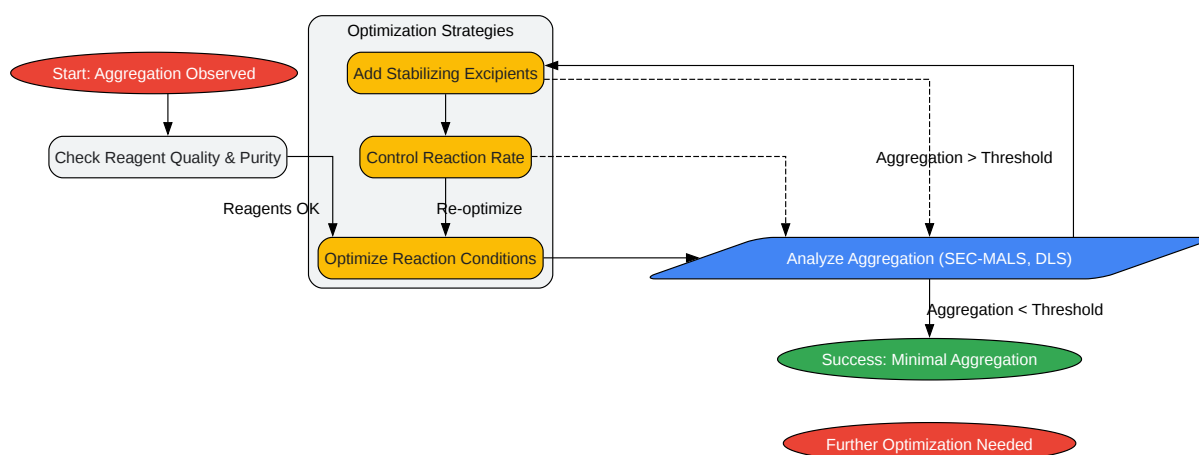 Optimization Strategies
Start: Aggregation Observed
Add Stabilizing Excipients
Check Reagent Quality & Purity
Control Reaction Rate
Aggregation > Threshold
Reagents OK
Re-optimize
Optimize Reaction Conditions
Analyze Aggregation (SEC-MALS, DLS)
Aggregation < Threshold
Success: Minimal Aggregation
Further Optimization Needed